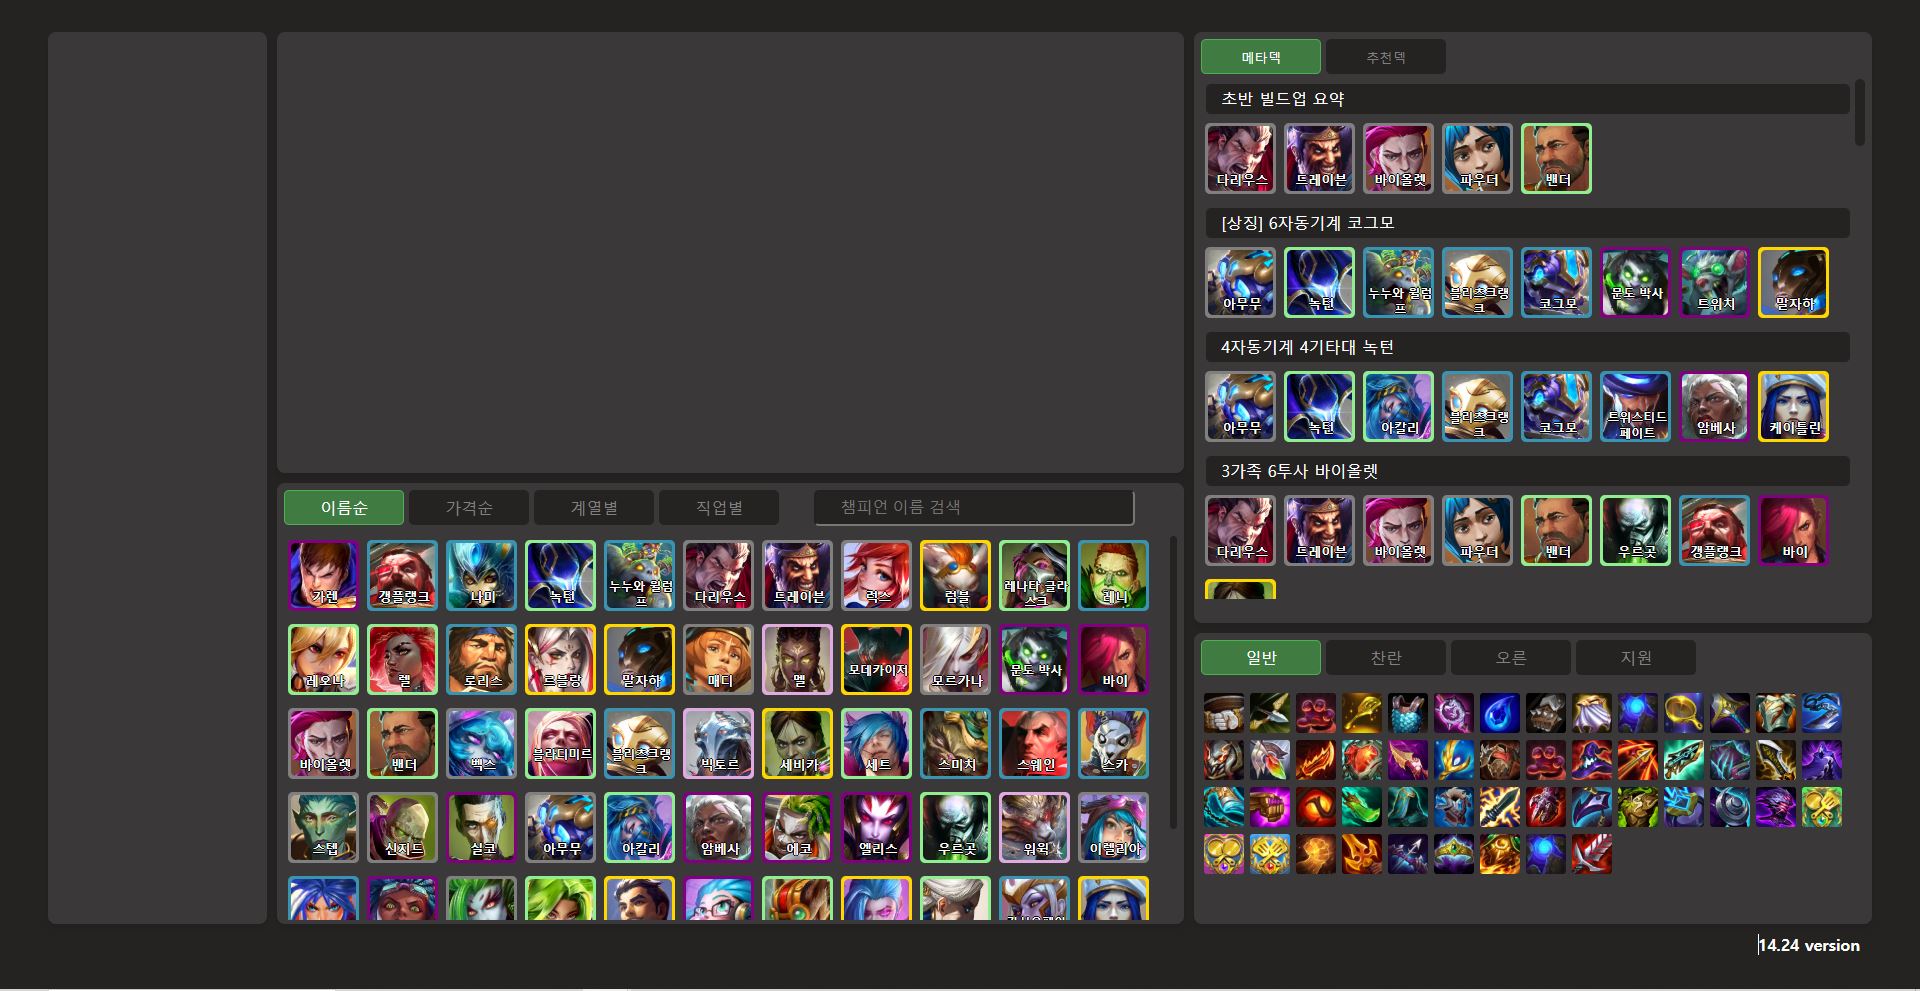 메타덱 추천덱
초반 빌드업 요약
다리우스 드레이븐 바이올렛 파우더 밴더
[상징] 6자동기계 코그모
아무무 녹턴 누누와 윌럼프 블리츠크랭크 코그모 문도 박사 트위치 말자하
4자동기계 4기타대 녹턴
아무무 녹턴 아칼리 블리츠크랭크 코그모 트위스티드 페이트 암베사 케이틀린
3가족 6투사 바이올렛
다리우스 드레이븐 바이올렛 파우더 밴더 우르곳 갱플랭크 바이
이름순 가격순 계열별 직업별 챔피언 이름 검색
가렌 갱플랭크 나미 녹턴 누누와 윌럼프 다리우스 드레이븐 럭스 럼블 레나타 글라스크 레니
레오나 렐 로리스 르블랑 말자하 매디 멜 모데카이저 모르가나 문도 박사 바이
바이올렛 밴더 벡스 블라디미르 블리츠크랭크 빅토르 세비카 세트 스미치 스웨인 스카
스텝 신지드 실코 아무무 아칼리 암베사 에코 엘리스 우르곳 워윅 이렐리아
일반 찬란 오른 지원
14.24 version